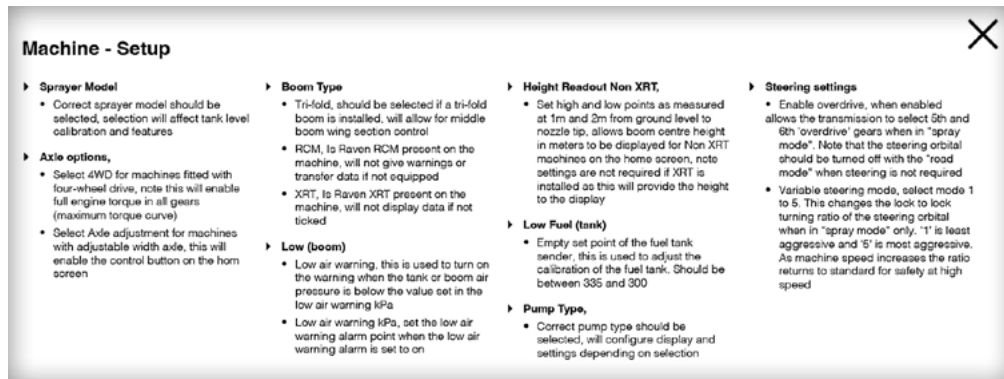 Machine - Setup
Sprayer Model
• Correct sprayer model should be
selected, selection will affect tank level
calibration and features
Axle options,
• Select 4WD for machines fitted with
four-wheel drive, note this will enable
full engine torque in all gears
(maximum torque curve)
• Select Axle adjustment for machines
with adjustable width axle, this will
enable the control button on the hom
screen
Boom Type
• Tri-fold, should be selected if a tri-fold
boom is installed, will allow for middle
boom wing section control
• RCM, Is Raven RCM present on the
machine, will not give warnings or
transfer data if not equipped
• XRT, Is Raven XRT present on the
machine, will not display data if not
ticked
Low (boom)
• Low air warning, this is used to turn on
the warning when the tank or boom air
pressure is below the value set in the
low air warning kPa
• Low air warning kPa, set the low air
warning alarm point when the low air
warning alarm is set to on
Height Readout Non XRT,
• Set high and low points as measured
at 1m and 2m from ground level to
nozzle tip, allows boom centre height
in meters to be displayed for Non XRT
machines on the home screen, note
settings are not required if XRT is
installed as this will provide the height
to the display
Low Fuel (tank)
• Empty set point of the fuel tank
sender, this is used to adjust the
calibration of the fuel tank. Should be
between 335 and 300
Pump Type,
• Correct pump type should be
selected, will configure display and
settings depending on selection
Steering settings
• Enable overdrive, when enabled
allows the transmission to select 5th and
6th 'overdrive' gears when in "spray
mode". Note that the steering orbital
should be turned off with the "read
mode" when steering is not required
• Variable steering mode, select mode 1
to 5. This changes the lock to lock
turning ratio of the steering orbital
when in "spray mode" only. '1' is least
aggressive and '5' is most aggressive.
As machine speed increases the ratio
returns to standard for safety at high
speed